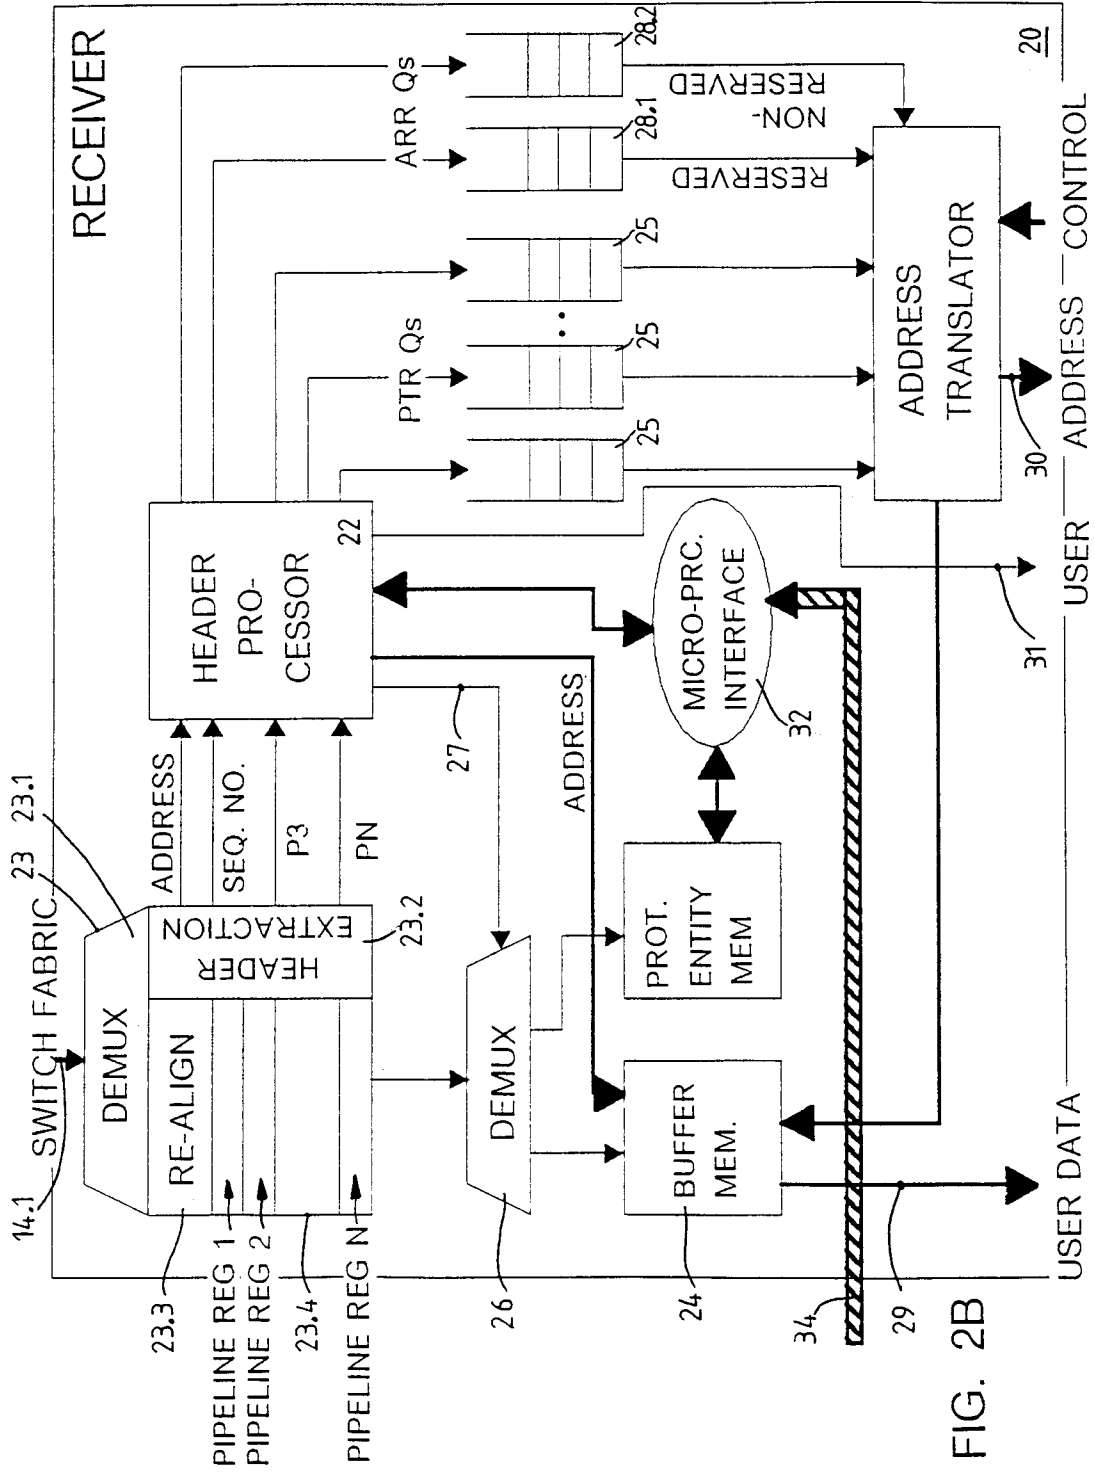 RECEIVER
20
SWITCH FABRIC
14.1
23
23.1
DEMUX
RE-ALIGN
HEADER
EXTRACTION
23.2
23.3
PIPELINE REG 1
PIPELINE REG 2
23.4
PIPELINE REG N
ADDRESS
SEQ. NO.
P3
PN
HEADER
PRO-
CESSOR
22
27
ADDRESS
26
DEMUX
24
BUFFER
MEM.
PROT.
ENTITY
MEM
MICRO-PRC.
INTERFACE
32
34
PTR Qs
25
25
25
ARR Qs
28.1
28.2
RESERVED
NON-
RESERVED
ADDRESS
TRANSLATOR
29
31
30
USER DATA
USER
ADDRESS
CONTROL
FIG. 2B